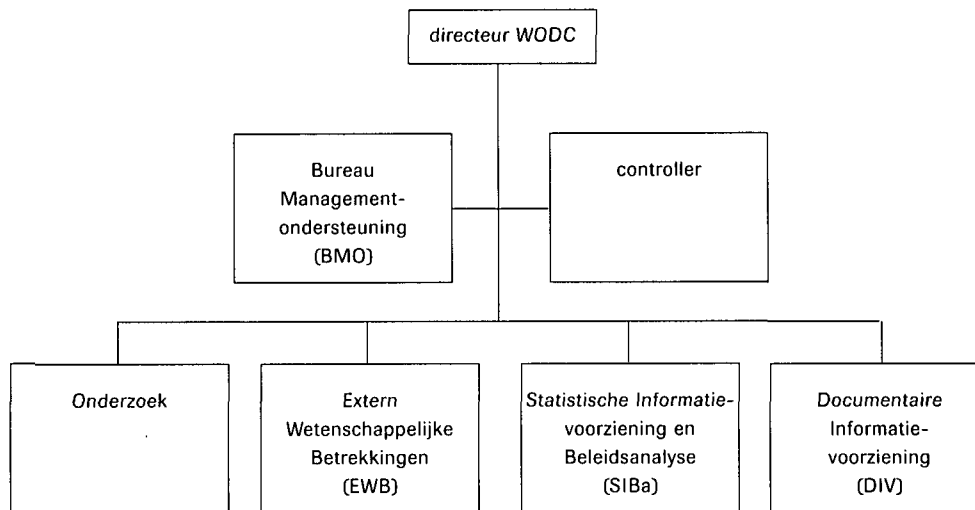 directeur WODC
Bureau
Management-
ondersteuning
(BMO)
controller
Onderzoek
Extern
Wetenschappelijke
Betrekkingen
(EWB)
Statistische Informatie-
voorziening en
Beleidsanalyse
(SIBa)
Documentaire
Informatie-
voorziening
(DIV)